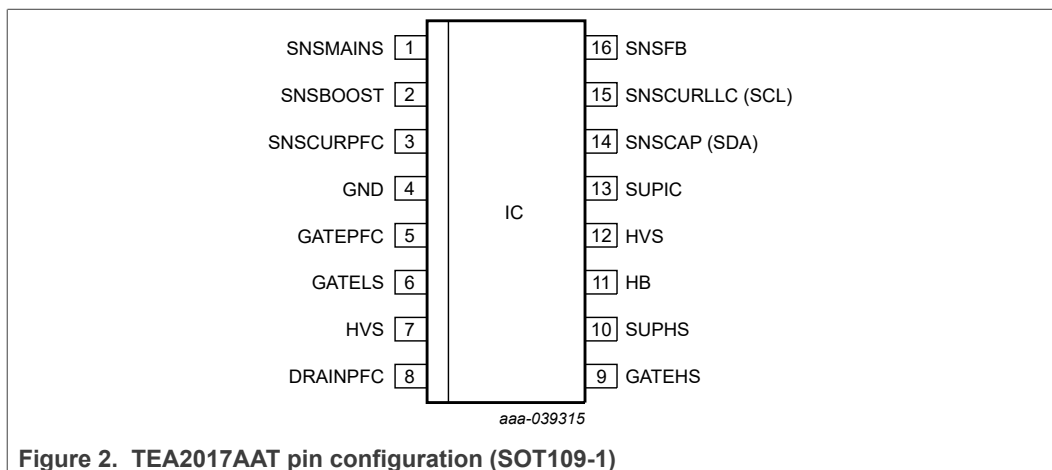 SNSMAINS 1 16 SNSFB
SNSBOOST 2 15 SNSCURLLC (SCL)
SNSCURPFC 3 14 SNSCAP (SDA)
GND 4 13 SUPIC
IC
GATEPFC 5 12 HVS
GATELS 6 11 HB
HVS 7 10 SUPHS
DRAINPFC 8 9 GATEHS
aaa-039315
Figure 2. TEA2017AAT pin configuration (SOT109-1)